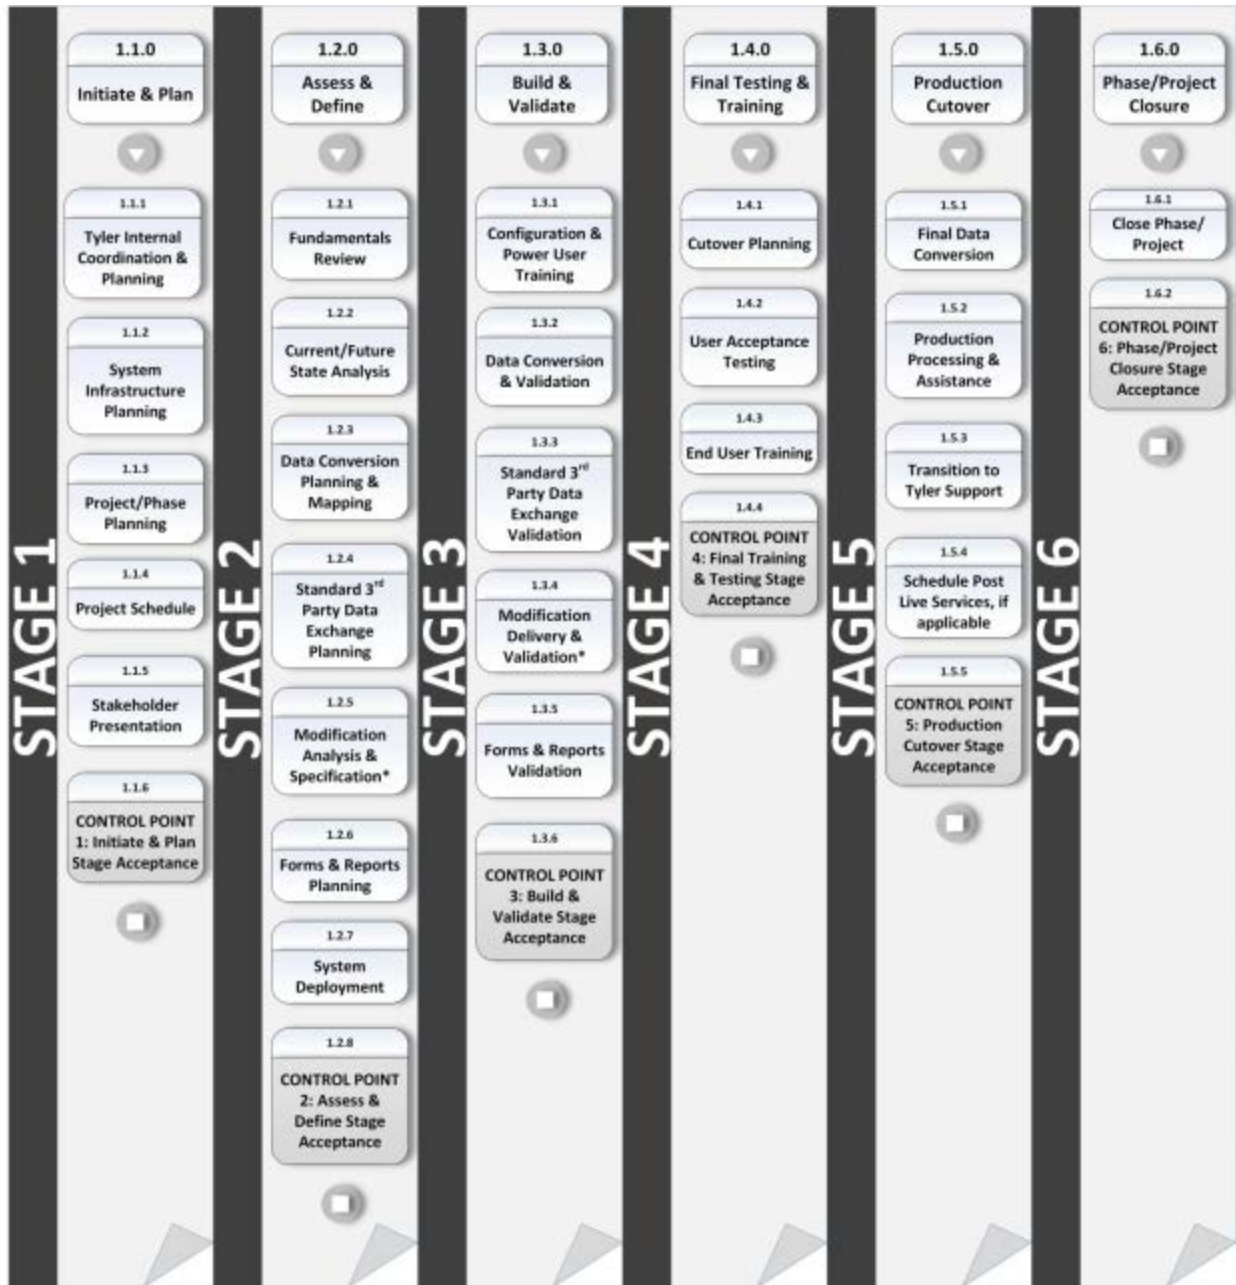 STAGE 1
1.1.0
Initiate & Plan
1.1.1
Tyler Internal
Coordination &
Planning
1.1.2
System
Infrastructure
Planning
1.1.3
Project/Phase
Planning
1.1.4
Project Schedule
1.1.5
Stakeholder
Presentation
1.1.6
CONTROL POINT
1: Initiate & Plan
Stage Acceptance
STAGE 2
1.2.0
Assess &
Define
1.2.1
Fundamentals
Review
1.2.2
Current/Future
State Analysis
1.2.3
Data Conversion
Planning &
Mapping
1.2.4
Standard 3rd
Party Data
Exchange
Planning
1.2.5
Modification
Analysis &
Specification*
1.2.6
Forms & Reports
Planning
1.2.7
System
Deployment
1.2.8
CONTROL POINT
2: Assess &
Define Stage
Acceptance
STAGE 3
1.3.0
Build &
Validate
1.3.1
Configuration &
Power User
Training
1.3.2
Data Conversion
& Validation
1.3.3
Standard 3rd
Party Data
Exchange
Validation
1.3.4
Modification
Delivery &
Validation*
1.3.5
Forms & Reports
Validation
1.3.6
CONTROL POINT
3: Build &
Validate Stage
Acceptance
STAGE 4
1.4.0
Final Testing &
Training
1.4.1
Cutover Planning
1.4.2
User Acceptance
Testing
1.4.3
End User Training
1.4.4
CONTROL POINT
4: Final Training
& Testing Stage
Acceptance
STAGE 5
1.5.0
Production
Cutover
1.5.1
Final Data
Conversion
1.5.2
Production
Processing &
Assistance
1.5.3
Transition to
Tyler Support
1.5.4
Schedule Post
Live Services, if
applicable
1.5.5
CONTROL POINT
5: Production
Cutover Stage
Acceptance
STAGE 6
1.6.0
Phase/Project
Closure
1.6.1
Close Phase/
Project
1.6.2
CONTROL POINT
6: Phase/Project
Closure Stage
Acceptance